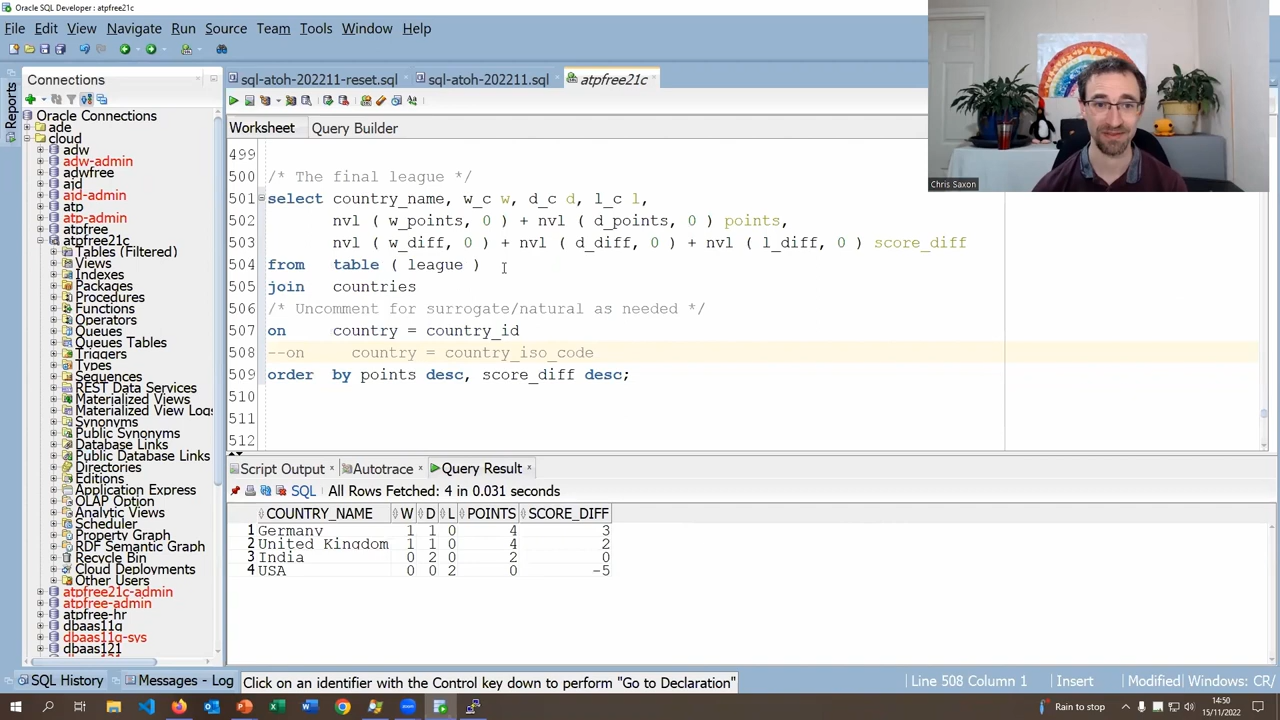 Oracle SQL Developer : atpfree21c
File Edit View Navigate Run Source Team Tools Window Help
Connections
sql-atoh-202211-reset.sql
sql-atoh-202211.sql
atpfree21c
Reports
Worksheet Query Builder
Oracle Connections
ade
cloud
adw
adw-admin
adwfree
ajd
ajd-admin
atp
atp-admin
atpfree
atpfree21c
Tables (Filtered)
Views
Indexes
Packages
Procedures
Functions
Operators
Queues
Queues Tables
Triggers
Types
Sequences
REST Data Services
Materialized Views
Materialized View Logs
Synonyms
Public Synonyms
Database Links
Public Database Links
Directories
Editions
Application Express
OLAP Option
Analytic Views
Scheduler
Property Graph
RDF Semantic Graph
Recycle Bin
Cloud Deployments
Other Users
atpfree21c-admin
atpfree-admin
atpfree-hr
dbaas11g
dbaas11g-sys
dbaas121
499
500 /* The final league */
501 select country_name, w_c w, d_c d, l_c l,
502 nvl ( w_points, 0 ) + nvl ( d_points, 0 ) points,
503 nvl ( w_diff, 0 ) + nvl ( d_diff, 0 ) + nvl ( l_diff, 0 ) score_diff
504 from table ( league )
505 join countries
506 /* Uncomment for surrogate/natural as needed */
507 on country = country_id
508 --on country = country_iso_code
509 order by points desc, score_diff desc;
510
511
512
Chris Saxon
Script Output Autotrace Query Result
SQL All Rows Fetched: 4 in 0.031 seconds
COUNTRY_NAME W D L POINTS SCORE_DIFF
1 Germany 1 1 0 4 3
2 United Kingdom 1 1 0 4 2
3 India 0 2 0 2 0
4 USA 0 0 2 0 -5
SQL History Messages - Log Click on an identifier with the Control key down to perform "Go to Declaration"
Line 508 Column 1 Insert Modified Windows: CR/
Rain to stop
14:50
15/11/2022